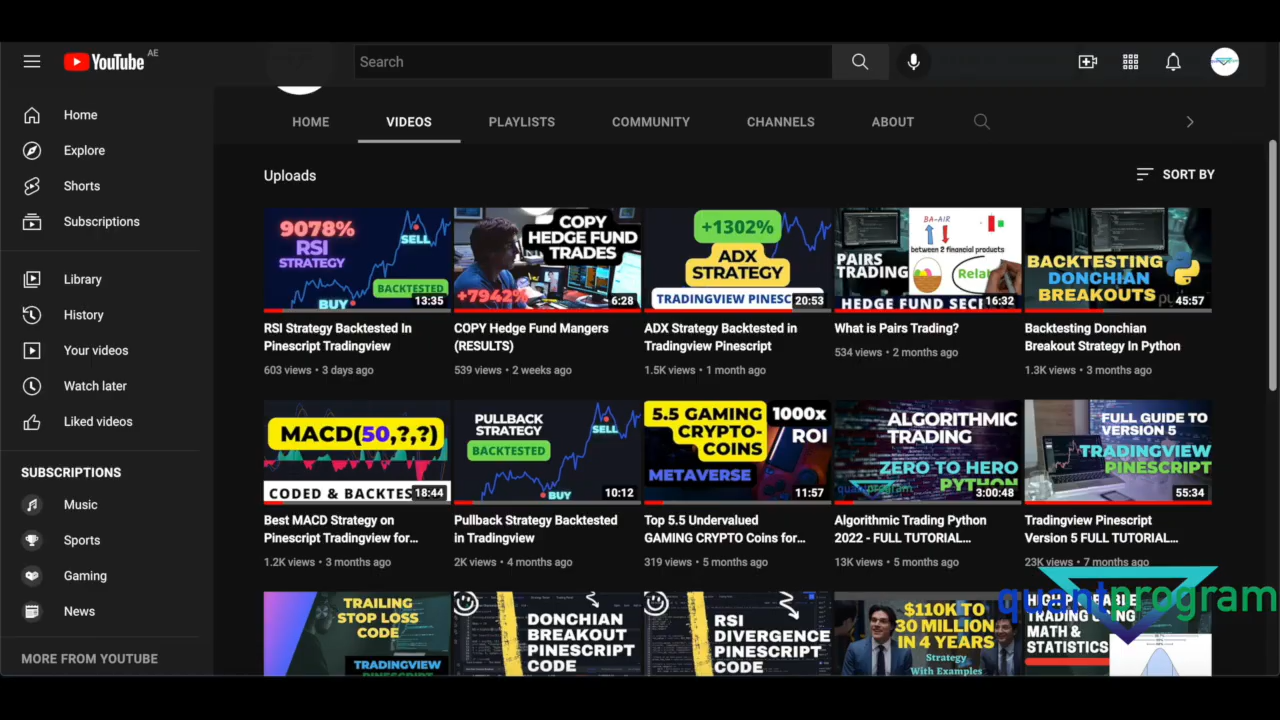 YouTube AE
Search
Home
Explore
Shorts
Subscriptions
Library
History
Your videos
Watch later
Liked videos
SUBSCRIPTIONS
Music
Sports
Gaming
News
MORE FROM YOUTUBE
HOME VIDEOS PLAYLISTS COMMUNITY CHANNELS ABOUT
Uploads
SORT BY
9078%
RSI
STRATEGY
SELL
BACKTESTED
BUY
13:35
RSI Strategy Backtested In
Pinescript Tradingview
603 views • 3 days ago
COPY
HEDGE FUND
TRADES
+7942%
6:28
COPY Hedge Fund Mangers
(RESULTS)
539 views • 2 weeks ago
+1302%
ADX
STRATEGY
TRADINGVIEW PINESC
20:53
ADX Strategy Backtested in
Tradingview Pinescript
1.5K views • 1 month ago
BA-AIR
between 2 financial products
PAIRS
TRADING
Relat
HEDGE FUND SEC
16:32
What is Pairs Trading?
534 views • 2 months ago
BACKTESTING
DONCHIAN
BREAKOUTS
45:57
Backtesting Donchian
Breakout Strategy In Python
1.3K views • 3 months ago
MACD(50,?,?)
CODED & BACKTES
18:44
Best MACD Strategy on
Pinescript Tradingview for...
1.2K views • 3 months ago
PULLBACK
STRATEGY
SELL
BACKTESTED
BUY
10:12
Pullback Strategy Backtested
in Tradingview
2K views • 4 months ago
5.5 GAMING
CRYPTO-
COINS
1000x
ROI
METAVERSE
11:57
Top 5.5 Undervalued
GAMING CRYPTO Coins for...
319 views • 5 months ago
ALGORITHMIC
TRADING
ZERO TO HERO
PYTHON
quantprogram
3:00:48
Algorithmic Trading Python
2022 - FULL TUTORIAL...
13K views • 5 months ago
FULL GUIDE TO
VERSION 5
TRADINGVIEW
PINESCRIPT
55:34
Tradingview Pinescript
Version 5 FULL TUTORIAL...
23K views • 7 months ago
TRAILING
STOP LOSS
CODE
TRADINGVIEW
PINESCRIPT
DONCHIAN
BREAKOUT
PINESCRIPT
CODE
RSI
DIVERGENCE
PINESCRIPT
CODE
$110K TO
30 MILLION
IN 4 YEARS
Strategy
With Examples
TRADING USING
MATH &
STATISTICS
quantprogram